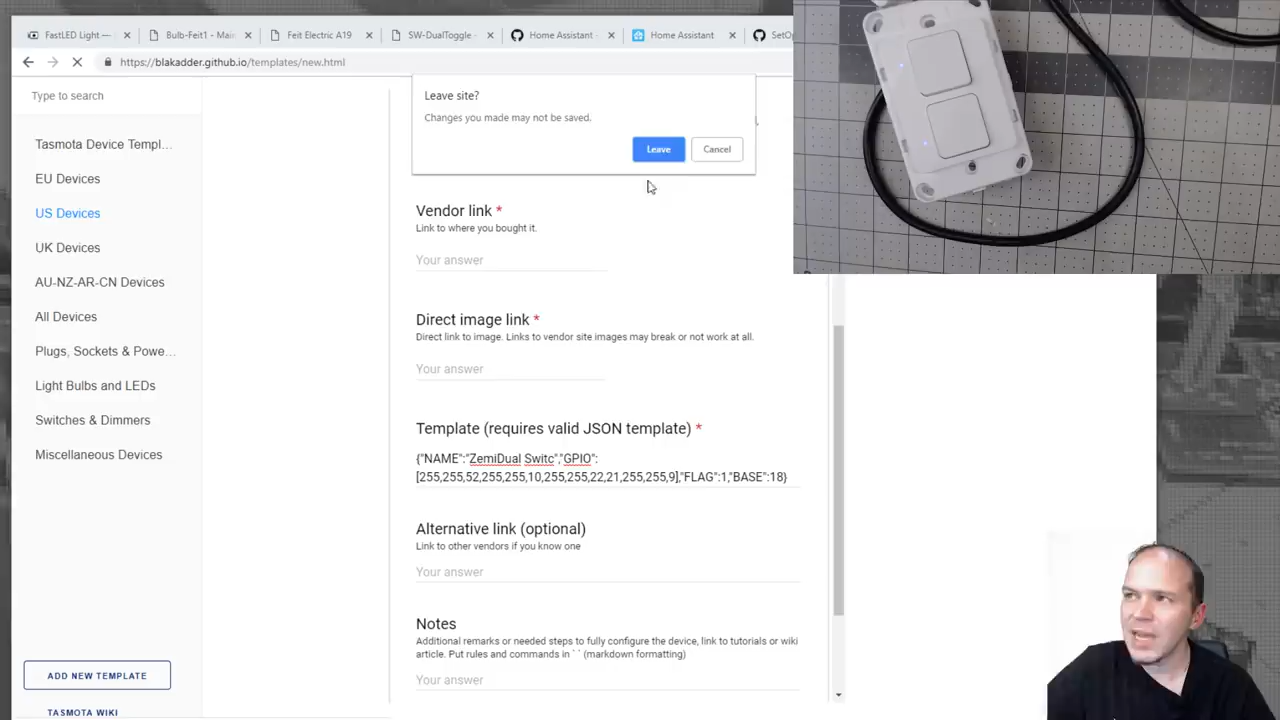 FastLED Light —
Bulb-Feit1 - Main
Feit Electric A19
SW-DualToggle -
Home Assistant -
Home Assistant
SetOp
https://blakadder.github.io/templates/new.html
Type to search
Leave site?
Changes you made may not be saved.
Leave
Cancel
Tasmota Device Templ...
EU Devices
US Devices
UK Devices
AU-NZ-AR-CN Devices
All Devices
Plugs, Sockets & Powe...
Light Bulbs and LEDs
Switches & Dimmers
Miscellaneous Devices
ADD NEW TEMPLATE
TASMOTA WIKI
Vendor link *
Link to where you bought it.
Your answer
Direct image link *
Direct link to image. Links to vendor site images may break or not work at all.
Your answer
Template (requires valid JSON template) *
{"NAME":"ZemiDual Switc","GPIO":
[255,255,52,255,255,10,255,255,22,21,255,255,9],"FLAG":1,"BASE":18}
Alternative link (optional)
Link to other vendors if you know one
Your answer
Notes
Additional remarks or needed steps to fully configure the device, link to tutorials or wiki
article. Put rules and commands in ` ` (markdown formatting)
Your answer